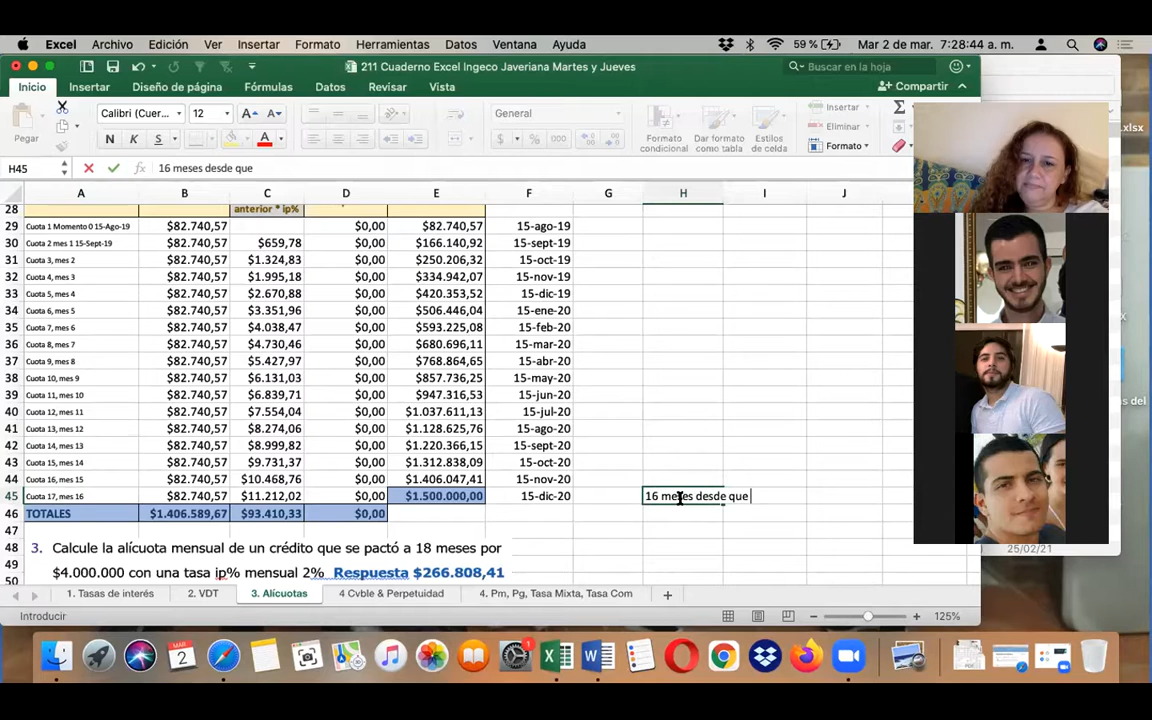 Excel Archivo Edición Ver Insertar Formato Herramientas Datos Ventana Ayuda 59 % Mar 2 de mar. 7:28:44 a. m.
211 Cuaderno Excel Ingeco Javeriana Martes y Jueves Buscar en la hoja
Inicio Insertar Diseño de página Fórmulas Datos Revisar Vista Compartir
Pegar Calibri (Cuer... 12 A A General Formato condicional Dar formato como tabla Estilos de celda Insertar Eliminar Formato
N K S A $ % 000
.xlsx
H45 fx 16 meses desde que
A B C D E F G H I J
28 anterior * ip%
29 Cuota 1 Momento 0 15-Ago-19 $82.740,57 $0,00 $82.740,57 15-ago-19
30 Cuota 2 mes 1 15-Sept-19 $82.740,57 $659,78 $0,00 $166.140,92 15-sept-19
31 Cuota 3, mes 2 $82.740,57 $1.324,83 $0,00 $250.206,32 15-oct-19
32 Cuota 4, mes 3 $82.740,57 $1.995,18 $0,00 $334.942,07 15-nov-19
33 Cuota 5, mes 4 $82.740,57 $2.670,88 $0,00 $420.353,52 15-dic-19
34 Cuota 6, mes 5 $82.740,57 $3.351,96 $0,00 $506.446,04 15-ene-20
35 Cuota 7, mes 6 $82.740,57 $4.038,47 $0,00 $593.225,08 15-feb-20
36 Cuota 8, mes 7 $82.740,57 $4.730,46 $0,00 $680.696,11 15-mar-20
37 Cuota 9, mes 8 $82.740,57 $5.427,97 $0,00 $768.864,65 15-abr-20
38 Cuota 10, mes 9 $82.740,57 $6.131,03 $0,00 $857.736,25 15-may-20
39 Cuota 11, mes 10 $82.740,57 $6.839,71 $0,00 $947.316,53 15-jun-20
40 Cuota 12, mes 11 $82.740,57 $7.554,04 $0,00 $1.037.611,13 15-jul-20
41 Cuota 13, mes 12 $82.740,57 $8.274,06 $0,00 $1.128.625,76 15-ago-20
42 Cuota 14, mes 13 $82.740,57 $8.999,82 $0,00 $1.220.366,15 15-sept-20
43 Cuota 15, mes 14 $82.740,57 $9.731,37 $0,00 $1.312.838,09 15-oct-20
44 Cuota 16, mes 15 $82.740,57 $10.468,76 $0,00 $1.406.047,41 15-nov-20
45 Cuota 17, mes 16 $82.740,57 $11.212,02 $0,00 $1.500.000,00 15-dic-20 16 meses desde que
46 TOTALES $1.406.589,67 $93.410,33 $0,00
47
48 3. Calcule la alícuota mensual de un crédito que se pactó a 18 meses por
49
50 $4.000.000 con una tasa ip% mensual 2% Respuesta $266.808,41
s del
25/02/21
1. Tasas de interés 2. VDT 3. Alícuotas 4 Cvble & Perpetuidad 4. Pm, Pg, Tasa Mixta, Tasa Com +
Introducir 125%
MAR
2
1